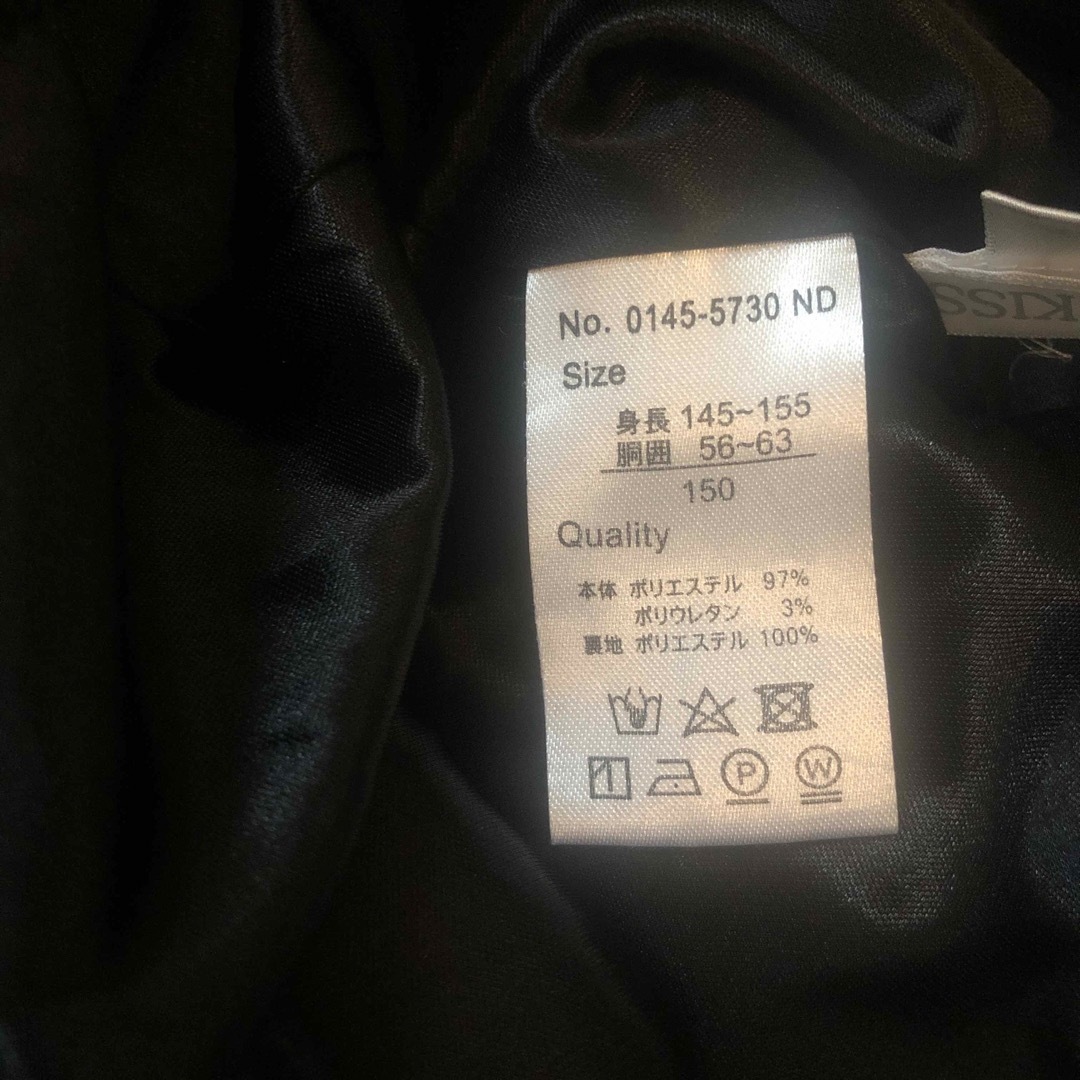 No. 0145-5730 ND
Size
身長 145~155
胴囲 56~63
150
Quality
本体 ポリエステル 97%
ポリウレタン 3%
裏地 ポリエステル 100%
P W
KISS